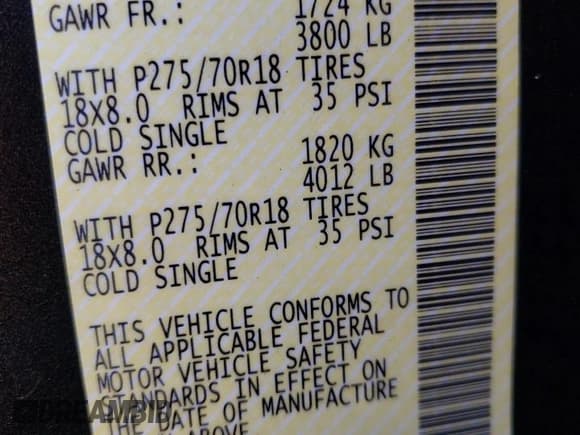 GAWR FR.: 1724 KG
3800 LB
WITH P275/70R18 TIRES
18X8.0 RIMS AT 35 PSI
COLD SINGLE
GAWR RR.: 1820 KG
4012 LB
WITH P275/70R18 TIRES
18X8.0 RIMS AT 35 PSI
COLD SINGLE
THIS VEHICLE CONFORMS TO
ALL APPLICABLE FEDERAL
MOTOR VEHICLE SAFETY
STANDARDS IN EFFECT ON
THE DATE OF MANUFACTURE
ABOVE
DREAMBID